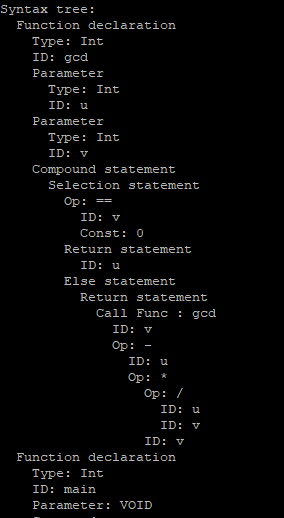 Syntax tree:
Function declaration
Type: Int
ID: gcd
Parameter
Type: Int
ID: u
Parameter
Type: Int
ID: v
Compound statement
Selection statement
Op: ==
ID: v
Const: 0
Return statement
ID: u
Else statement
Return statement
Call Func : gcd
ID: v
Op: -
ID: u
Op: *
Op: /
ID: u
ID: v
ID: v
Function declaration
Type: Int
ID: main
Parameter: VOID